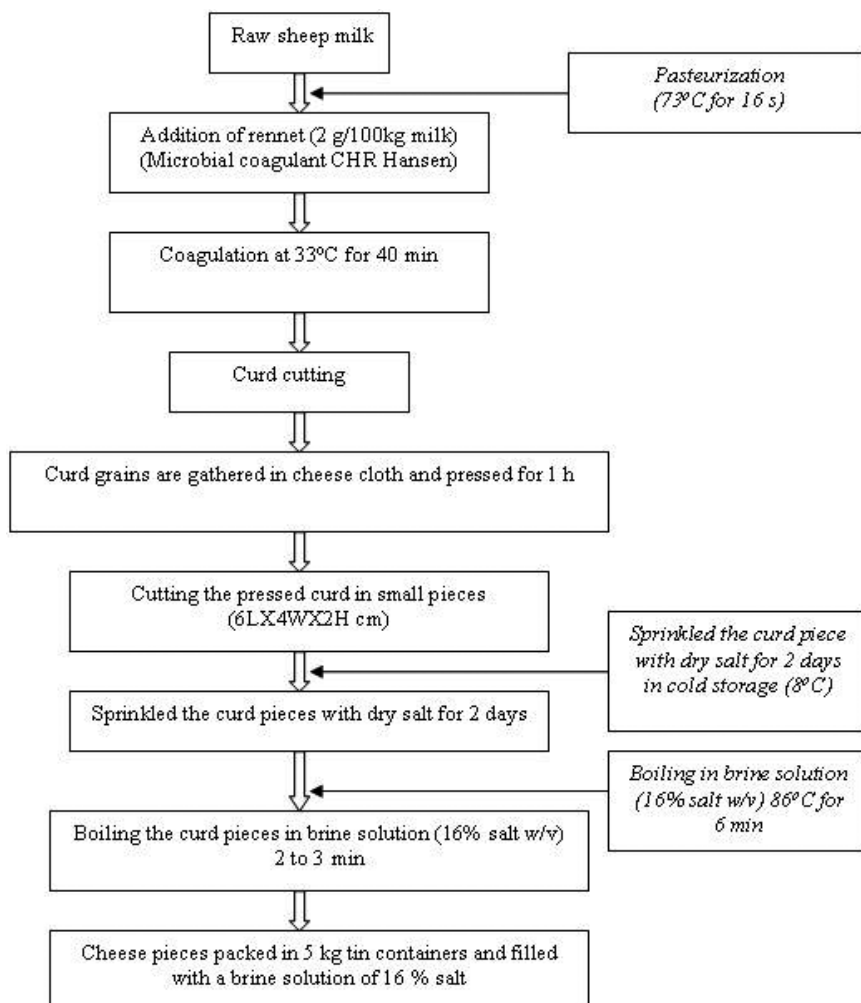 Raw sheep milk
Pasteurization
(73ºC for 16 s)
Addition of rennet (2 g/100kg milk)
(Microbial coagulant CHR Hansen)
Coagulation at 33ºC for 40 min
Curd cutting
Curd grains are gathered in cheese cloth and pressed for 1 h
Cutting the pressed curd in small pieces
(6LX4WX2H cm)
Sprinkled the curd piece
with dry salt for 2 days
in cold storage (8ºC)
Sprinkled the curd pieces with dry salt for 2 days
Boiling in brine solution
(16% salt w/v) 86ºC for
6 min
Boiling the curd pieces in brine solution (16% salt w/v)
2 to 3 min
Cheese pieces packed in 5 kg tin containers and filled
with a brine solution of 16 % salt